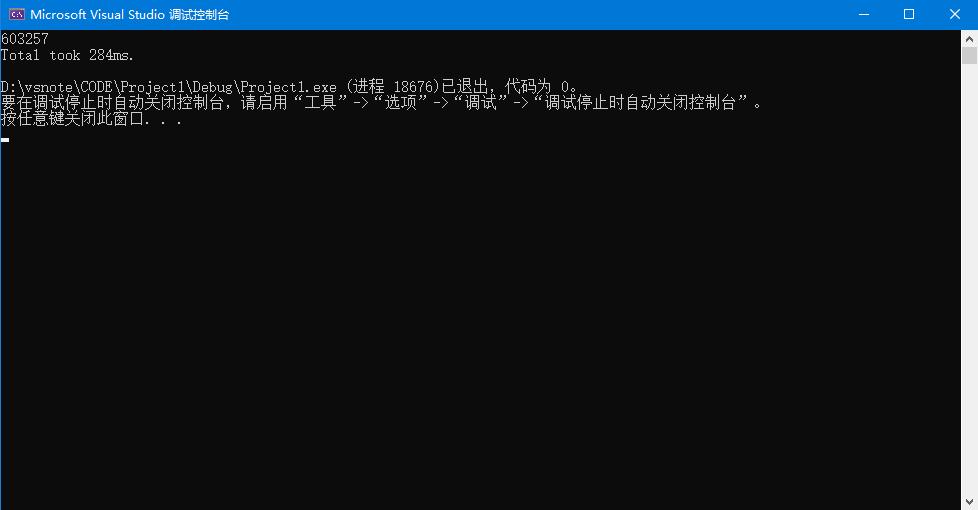 Microsoft Visual Studio 调试控制台
603257
Total took 284ms.
D:\vsnote\CODE\Project1\Debug\Project1.exe (进程 18676)已退出，代码为 0。
要在调试停止时自动关闭控制台，请启用“工具”->“选项”->“调试”->“调试停止时自动关闭控制台”。
按任意键关闭此窗口. . .